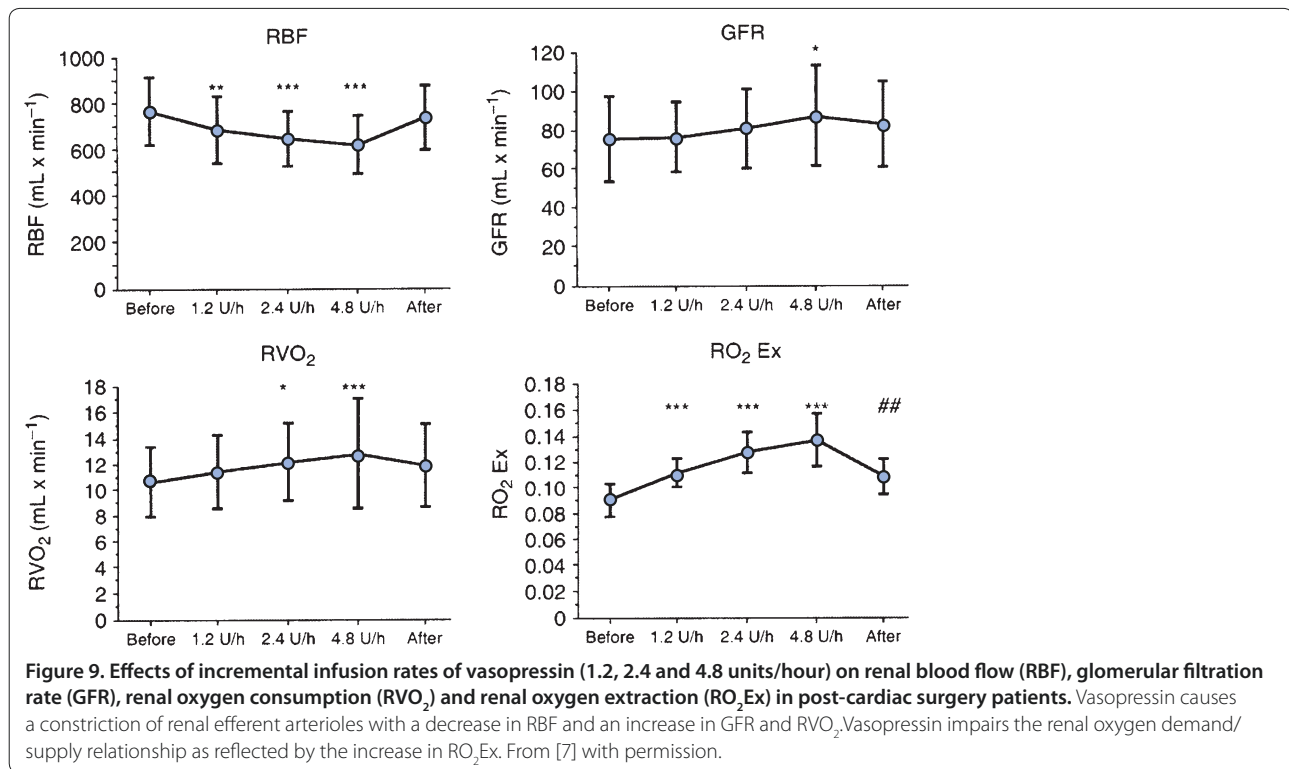 RBF
1000
800
600
400
200
0
RBF (mL x min⁻¹)
** *** ***
Before 1.2 U/h 2.4 U/h 4.8 U/h After
GFR
120
100
80
60
40
20
0
GFR (mL x min⁻¹)
*
Before 1.2 U/h 2.4 U/h 4.8 U/h After
RVO₂
18
16
14
12
10
8
6
4
2
0
RVO₂ (mL x min⁻¹)
* ***
Before 1.2 U/h 2.4 U/h 4.8 U/h After
RO₂ Ex
0.18
0.16
0.14
0.12
0.10
0.08
0.06
0.04
0.02
0
RO₂ Ex
*** *** *** ##
Before 1.2 U/h 2.4 U/h 4.8 U/h After
Figure 9. Effects of incremental infusion rates of vasopressin (1.2, 2.4 and 4.8 units/hour) on renal blood flow (RBF), glomerular filtration
rate (GFR), renal oxygen consumption (RVO₂) and renal oxygen extraction (RO₂Ex) in post-cardiac surgery patients. Vasopressin causes
a constriction of renal efferent arterioles with a decrease in RBF and an increase in GFR and RVO₂.Vasopressin impairs the renal oxygen demand/
supply relationship as reflected by the increase in RO₂Ex. From [7] with permission.